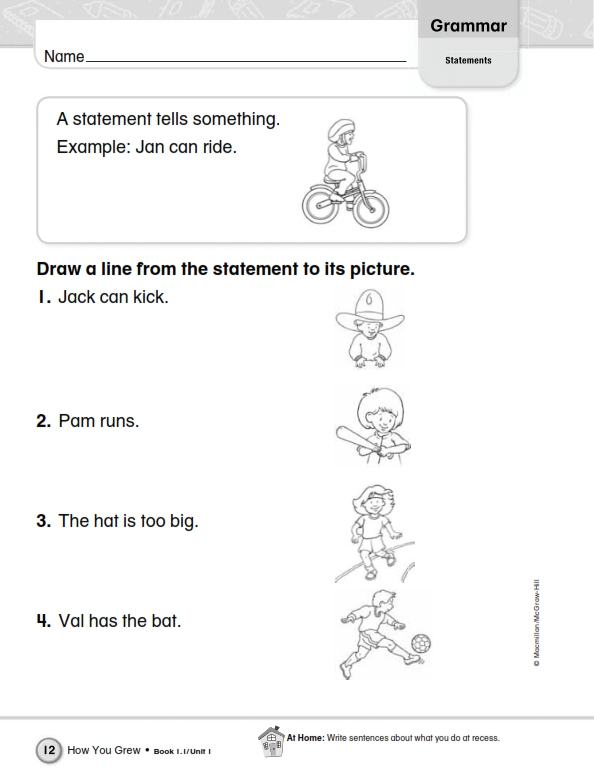 Grammar
Name
Statements
A statement tells something.
Example: Jan can ride.
Draw a line from the statement to its picture.
1. Jack can kick.
2. Pam runs.
3. The hat is too big.
4. Val has the bat.
© Macmillan/McGraw-Hill
At Home: Write sentences about what you do at recess.
12 How You Grew • Book 1.1/Unit 1